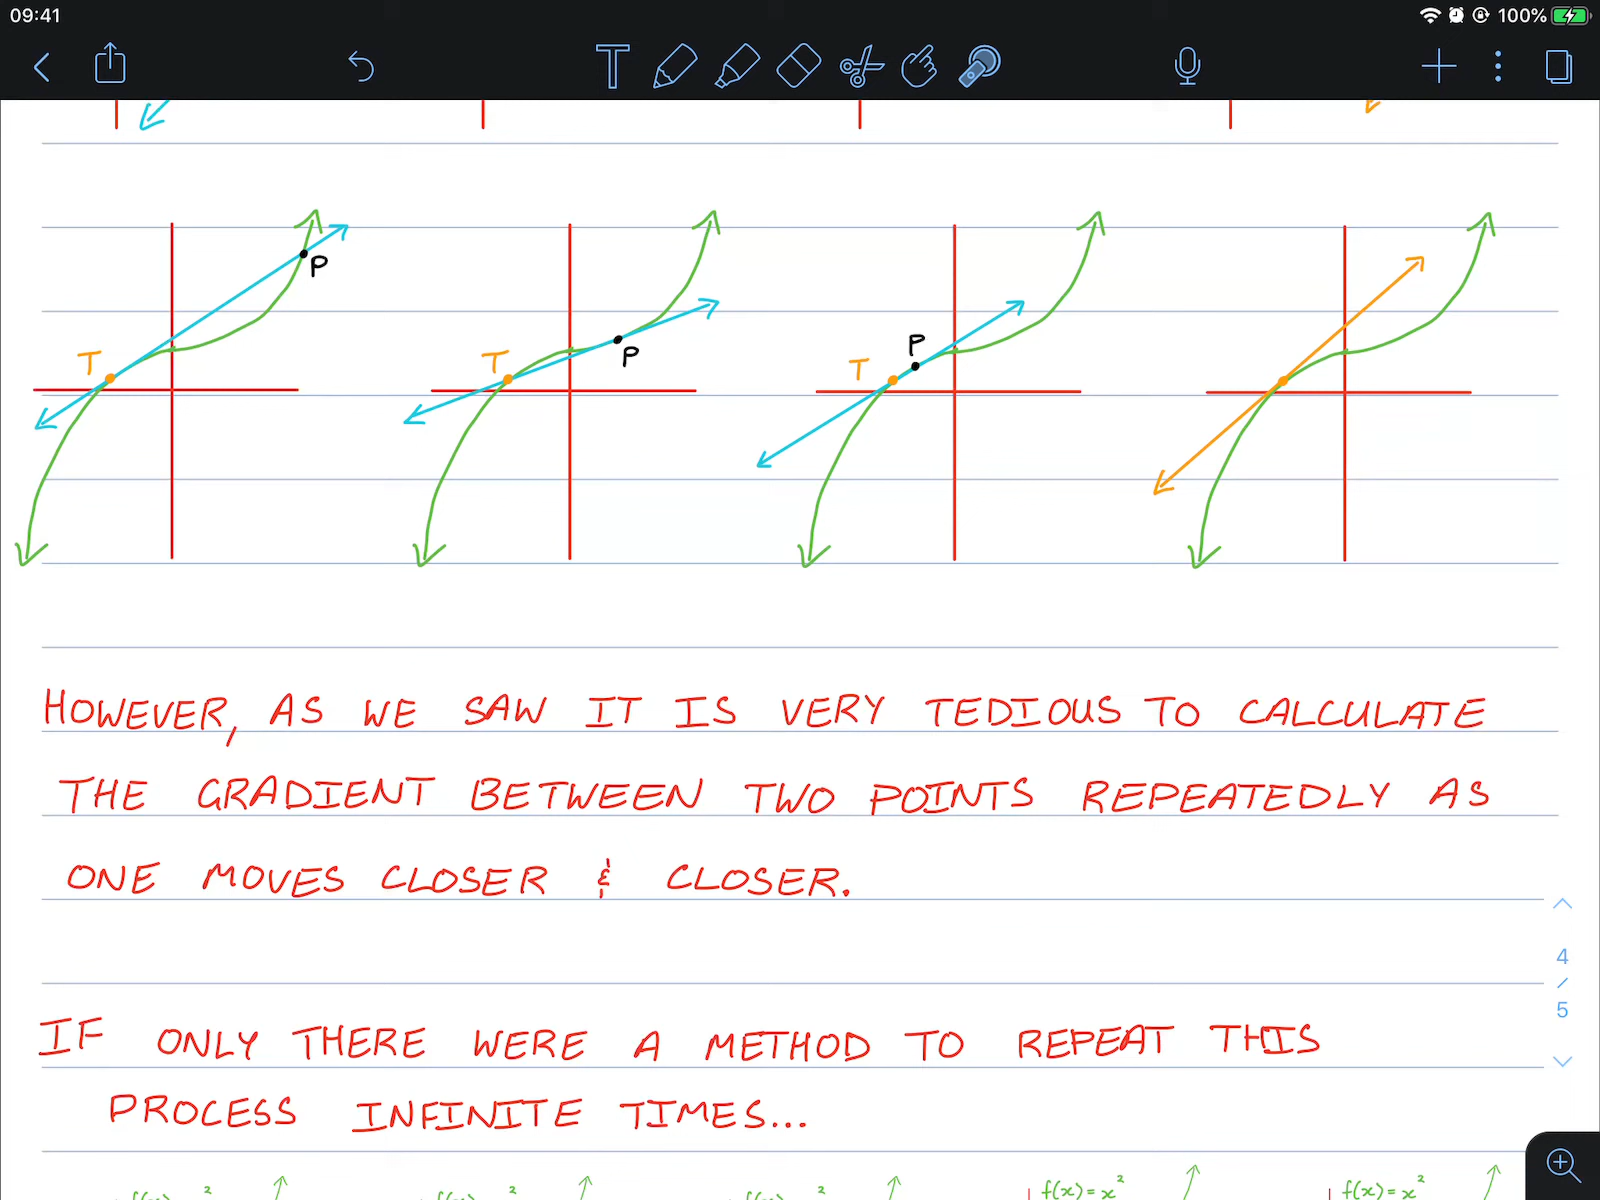 09:41
100%
T
P
T
P
T
P
HOWEVER, AS WE SAW IT IS VERY TEDIOUS TO CALCULATE
THE GRADIENT BETWEEN TWO POINTS REPEATEDLY AS
ONE MOVES CLOSER & CLOSER.
4
/
5
IF ONLY THERE WERE A METHOD TO REPEAT THIS
PROCESS INFINITE TIMES...
f(x) = x²
f(x) = x²